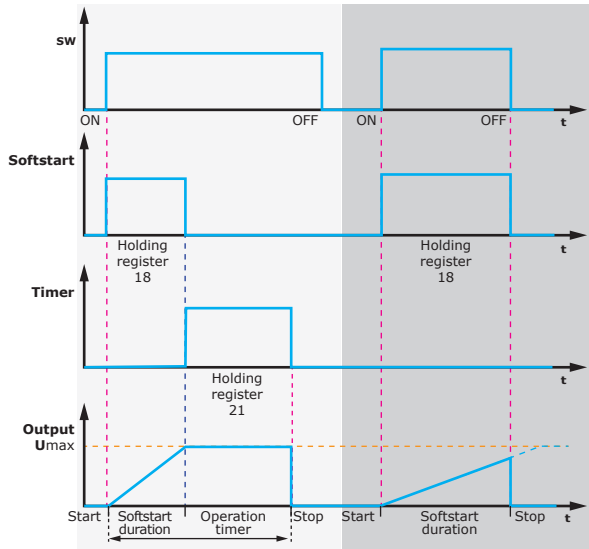 sw
ON
OFF
ON
OFF
t
Softstart
Holding
register
18
Holding
register
18
t
Timer
Holding
register
21
t
Output
Umax
Start
Softstart
duration
Operation
timer
Stop
Start
Softstart
duration
Stop
t